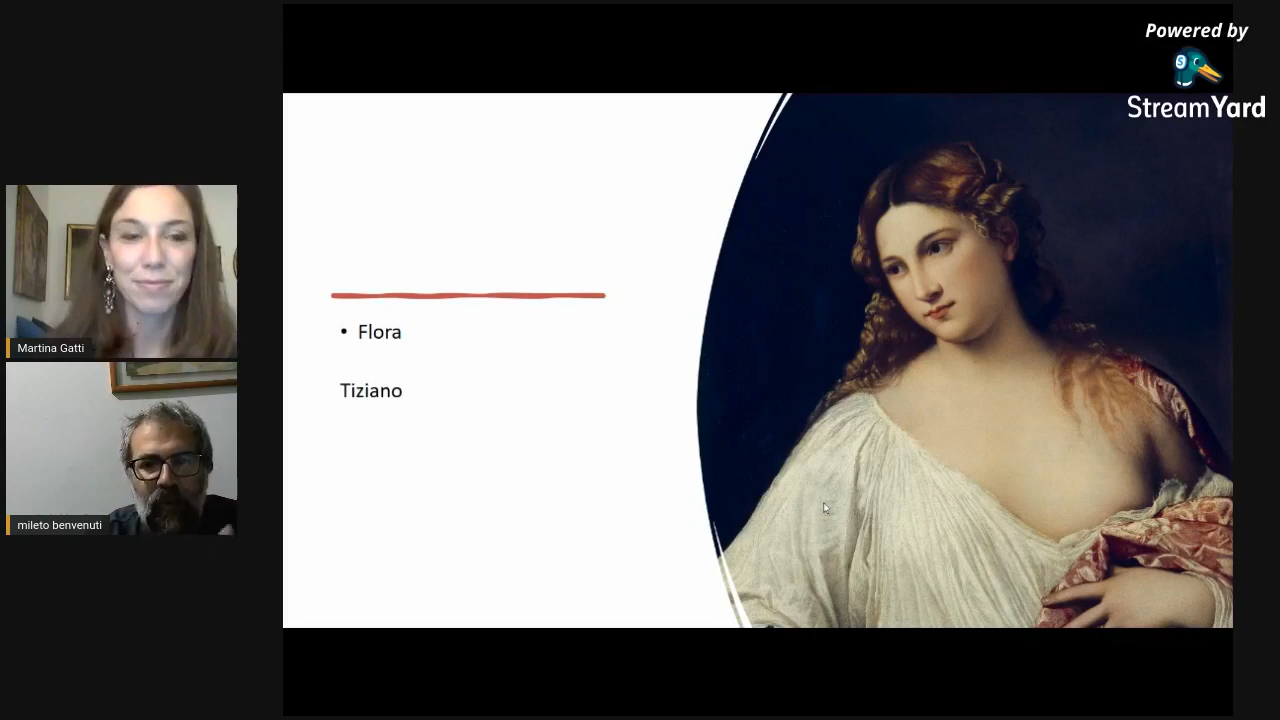 Powered by
StreamYard
• Flora
Tiziano
Martina Gatti
mileto benvenuti